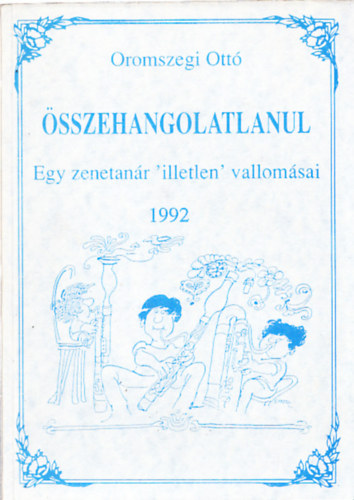 Oromszegi Ottó
ÖSSZEHANGOLATLANUL
Egy zenetanár 'illetlen' vallomásai
1992